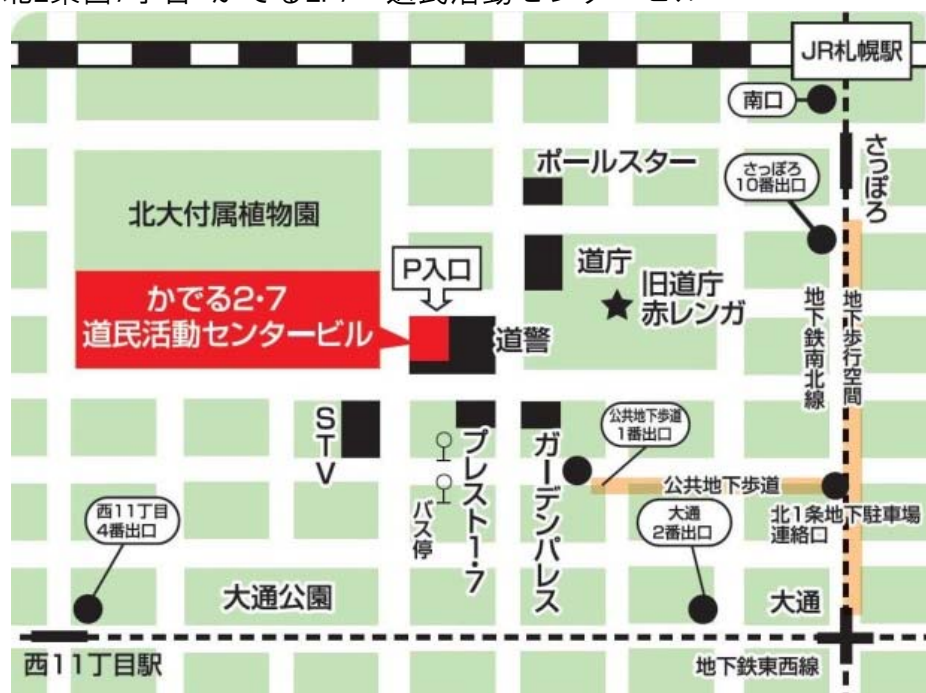 JR札幌駅
南口
さっぽろ
ポールスター
さっぽろ
10番出口
北大付属植物園
P入口
道庁
旧道庁
赤レンガ
かでる2・7
道民活動センタービル
道警
地下鉄南北線
地下歩行空間
STV
プレスト1・7
ガーデンパレス
公共地下歩道
1番出口
バス停
公共地下歩道
西11丁目
4番出口
大通
2番出口
北1条地下駐車場
連絡口
大通公園
大通
西11丁目駅
地下鉄東西線